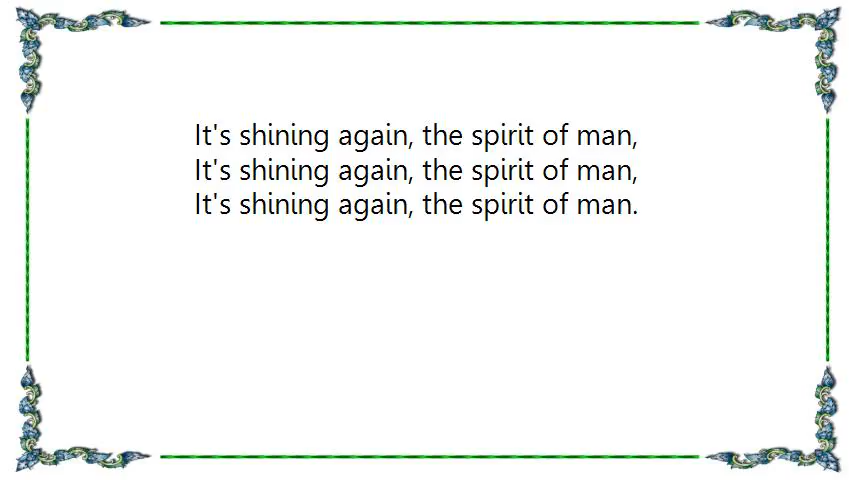 It's shining again, the spirit of man,
It's shining again, the spirit of man,
It's shining again, the spirit of man.